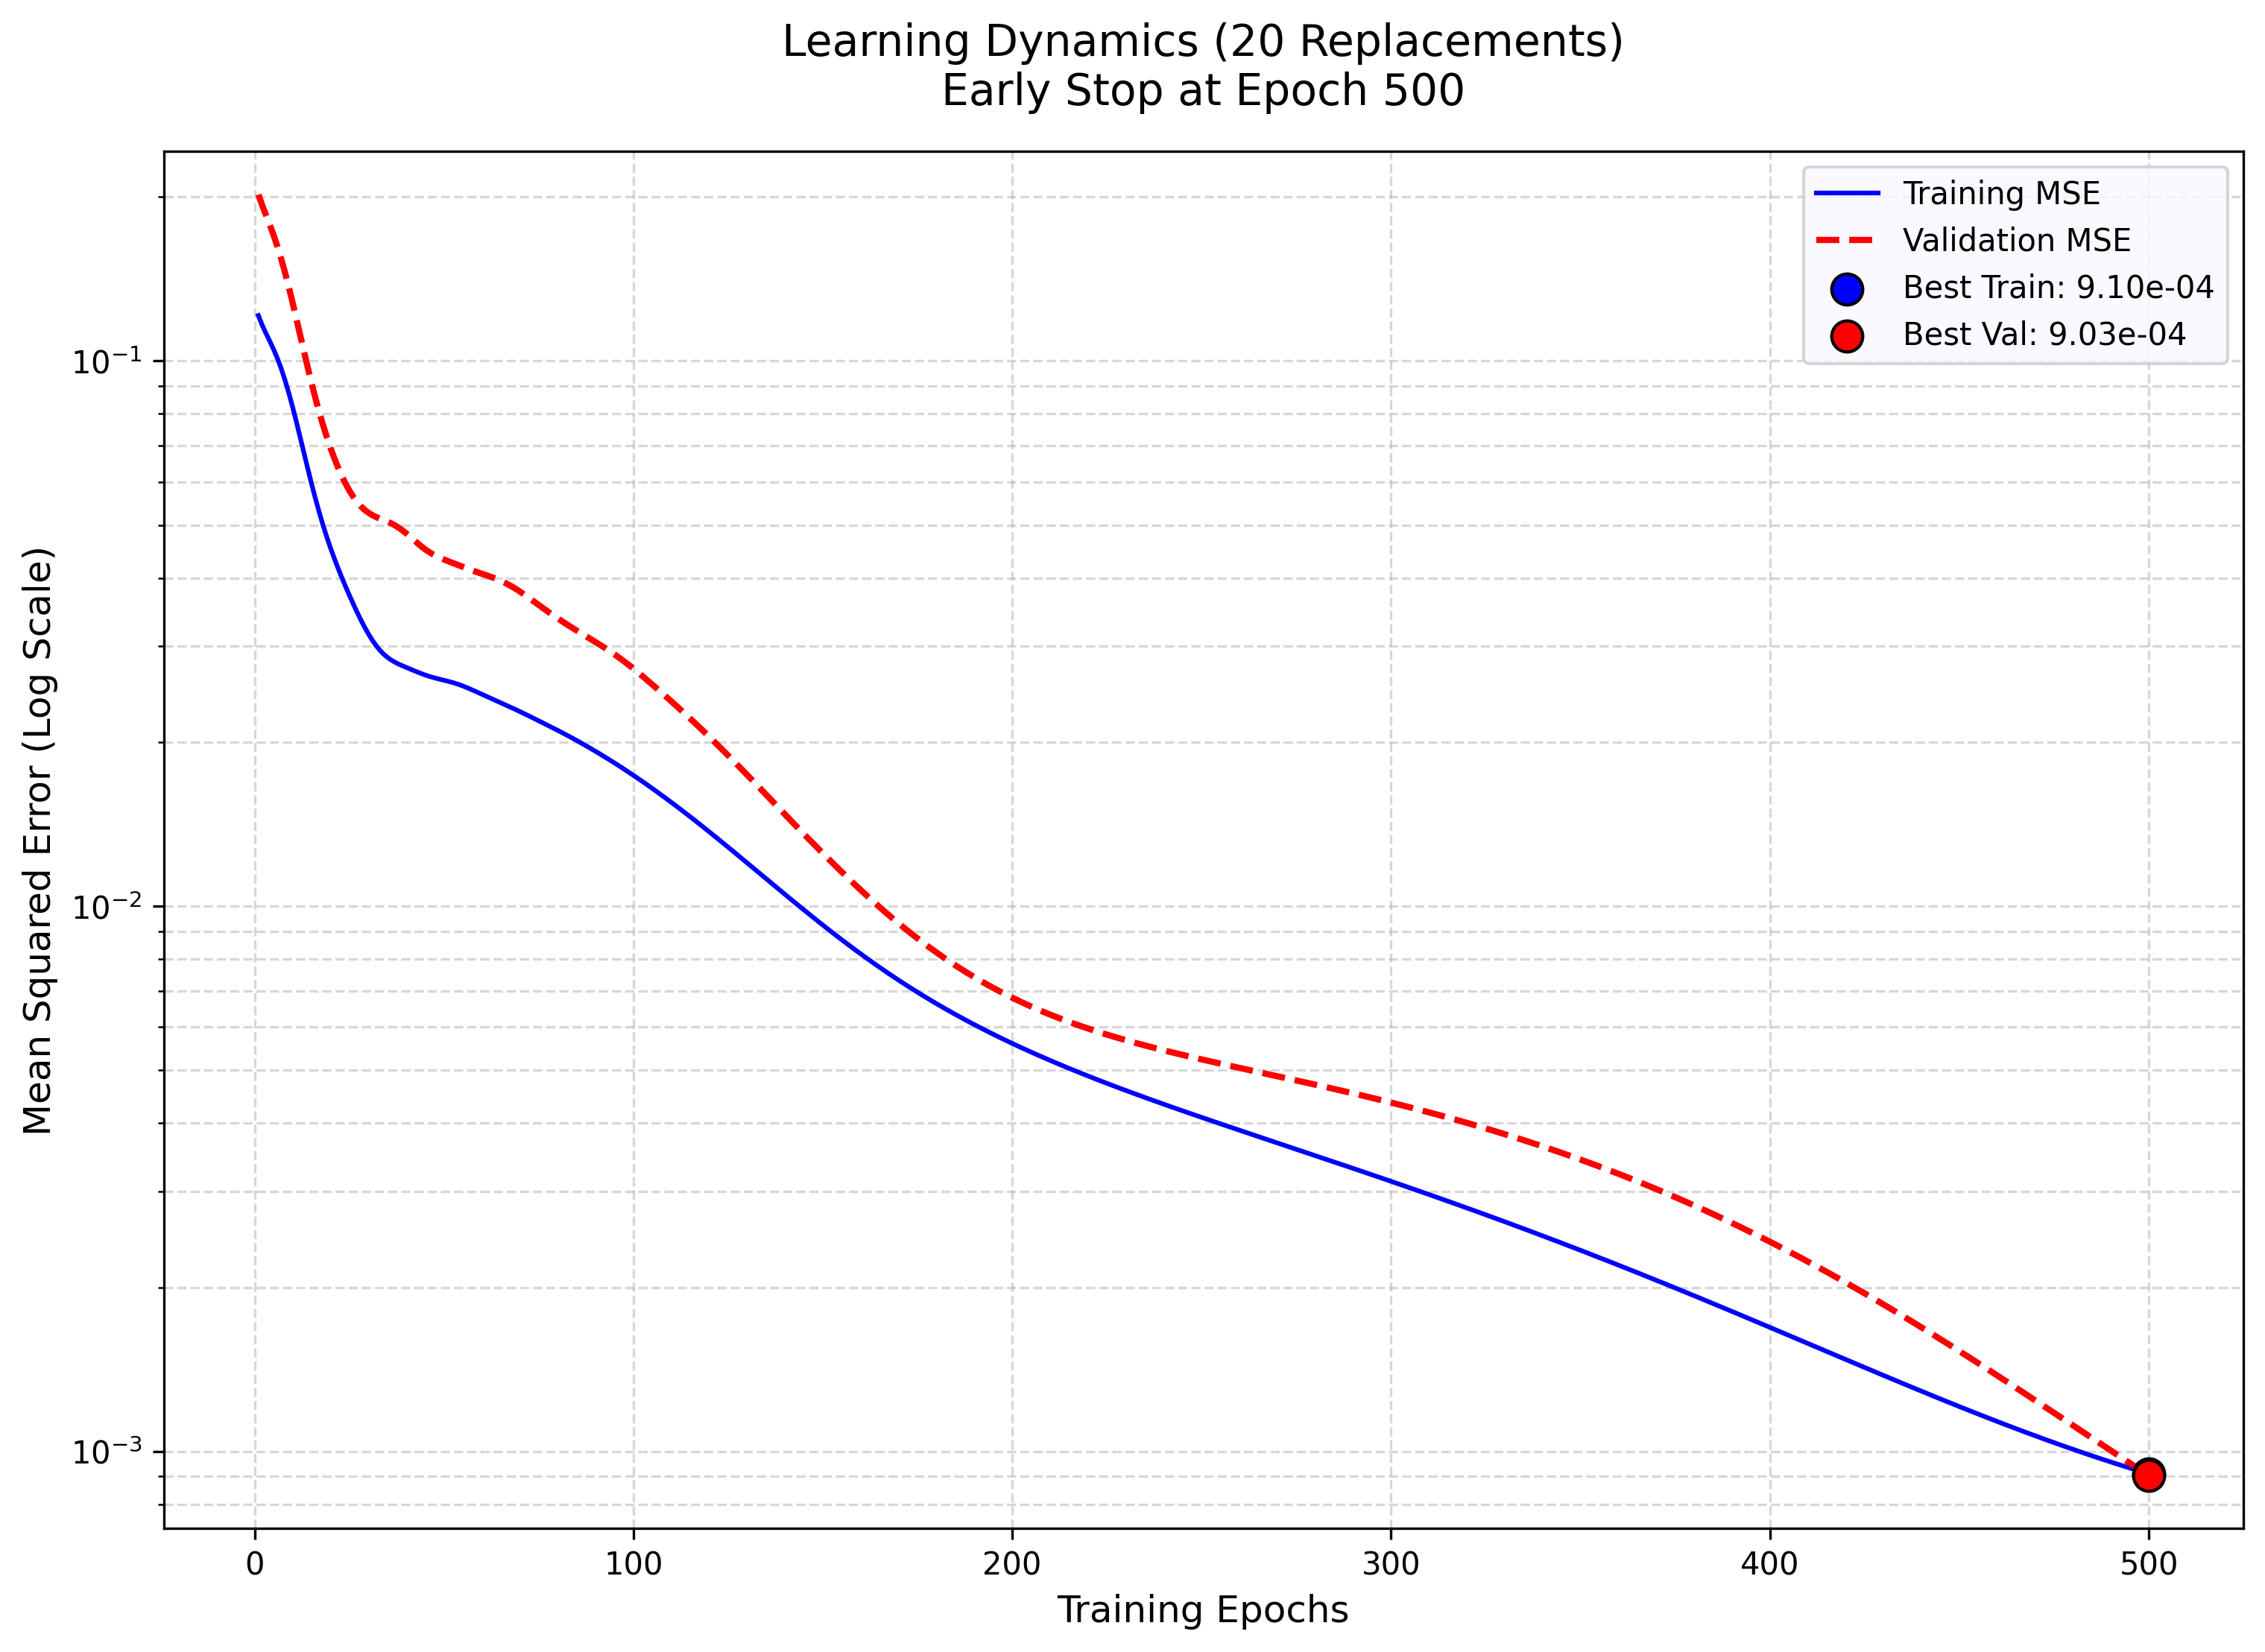 Learning Dynamics (20 Replacements)
Early Stop at Epoch 500
Mean Squared Error (Log Scale)
10⁻¹
10⁻²
10⁻³
Training MSE
Validation MSE
Best Train: 9.10e-04
Best Val: 9.03e-04
0 100 200 300 400 500
Training Epochs